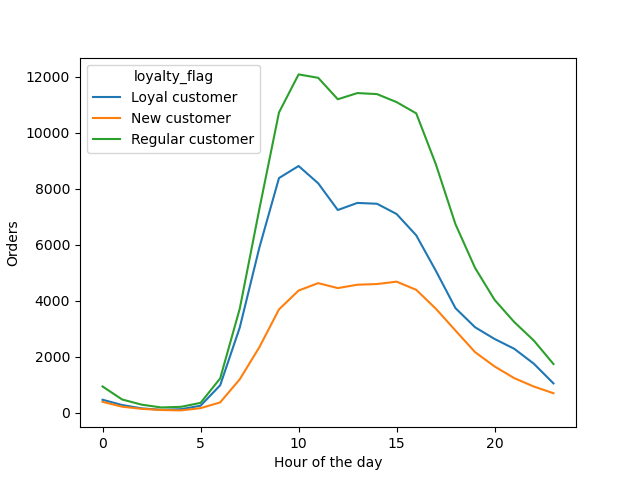 loyalty_flag
Loyal customer
New customer
Regular customer
12000
10000
8000
6000
4000
2000
0
Orders
0 5 10 15 20
Hour of the day